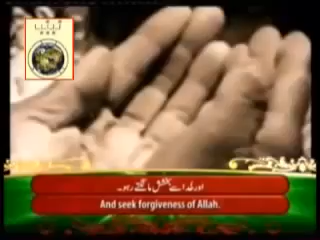 اور خدا سے بخشش مانگتے رہو۔
And seek forgiveness of Allah.